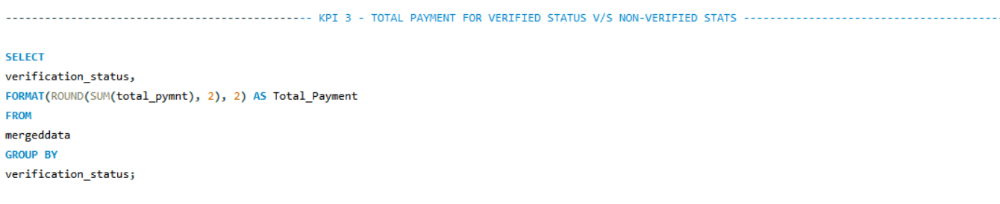 ----------------------------------------------- KPI 3 - TOTAL PAYMENT FOR VERIFIED STATUS V/S NON-VERIFIED STATS ----------------------------------------
SELECT
verification_status,
FORMAT(ROUND(SUM(total_pymnt), 2), 2) AS Total_Payment
FROM
mergeddata
GROUP BY
verification_status;